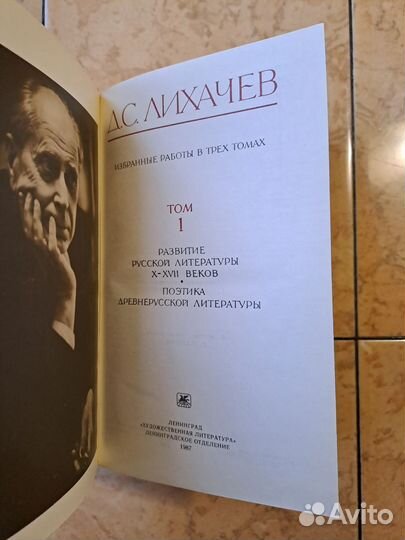 Д.С. ЛИХАЧЕВ
ИЗБРАННЫЕ РАБОТЫ В ТРЕХ ТОМАХ
ТОМ
1
РАЗВИТИЕ
РУССКОЙ ЛИТЕРАТУРЫ
X–XVII ВЕКОВ
•
ПОЭТИКА
ДРЕВНЕРУССКОЙ ЛИТЕРАТУРЫ
ЛЕНИНГРАД
«ХУДОЖЕСТВЕННАЯ ЛИТЕРАТУРА»
ЛЕНИНГРАДСКОЕ ОТДЕЛЕНИЕ
1987
Avito